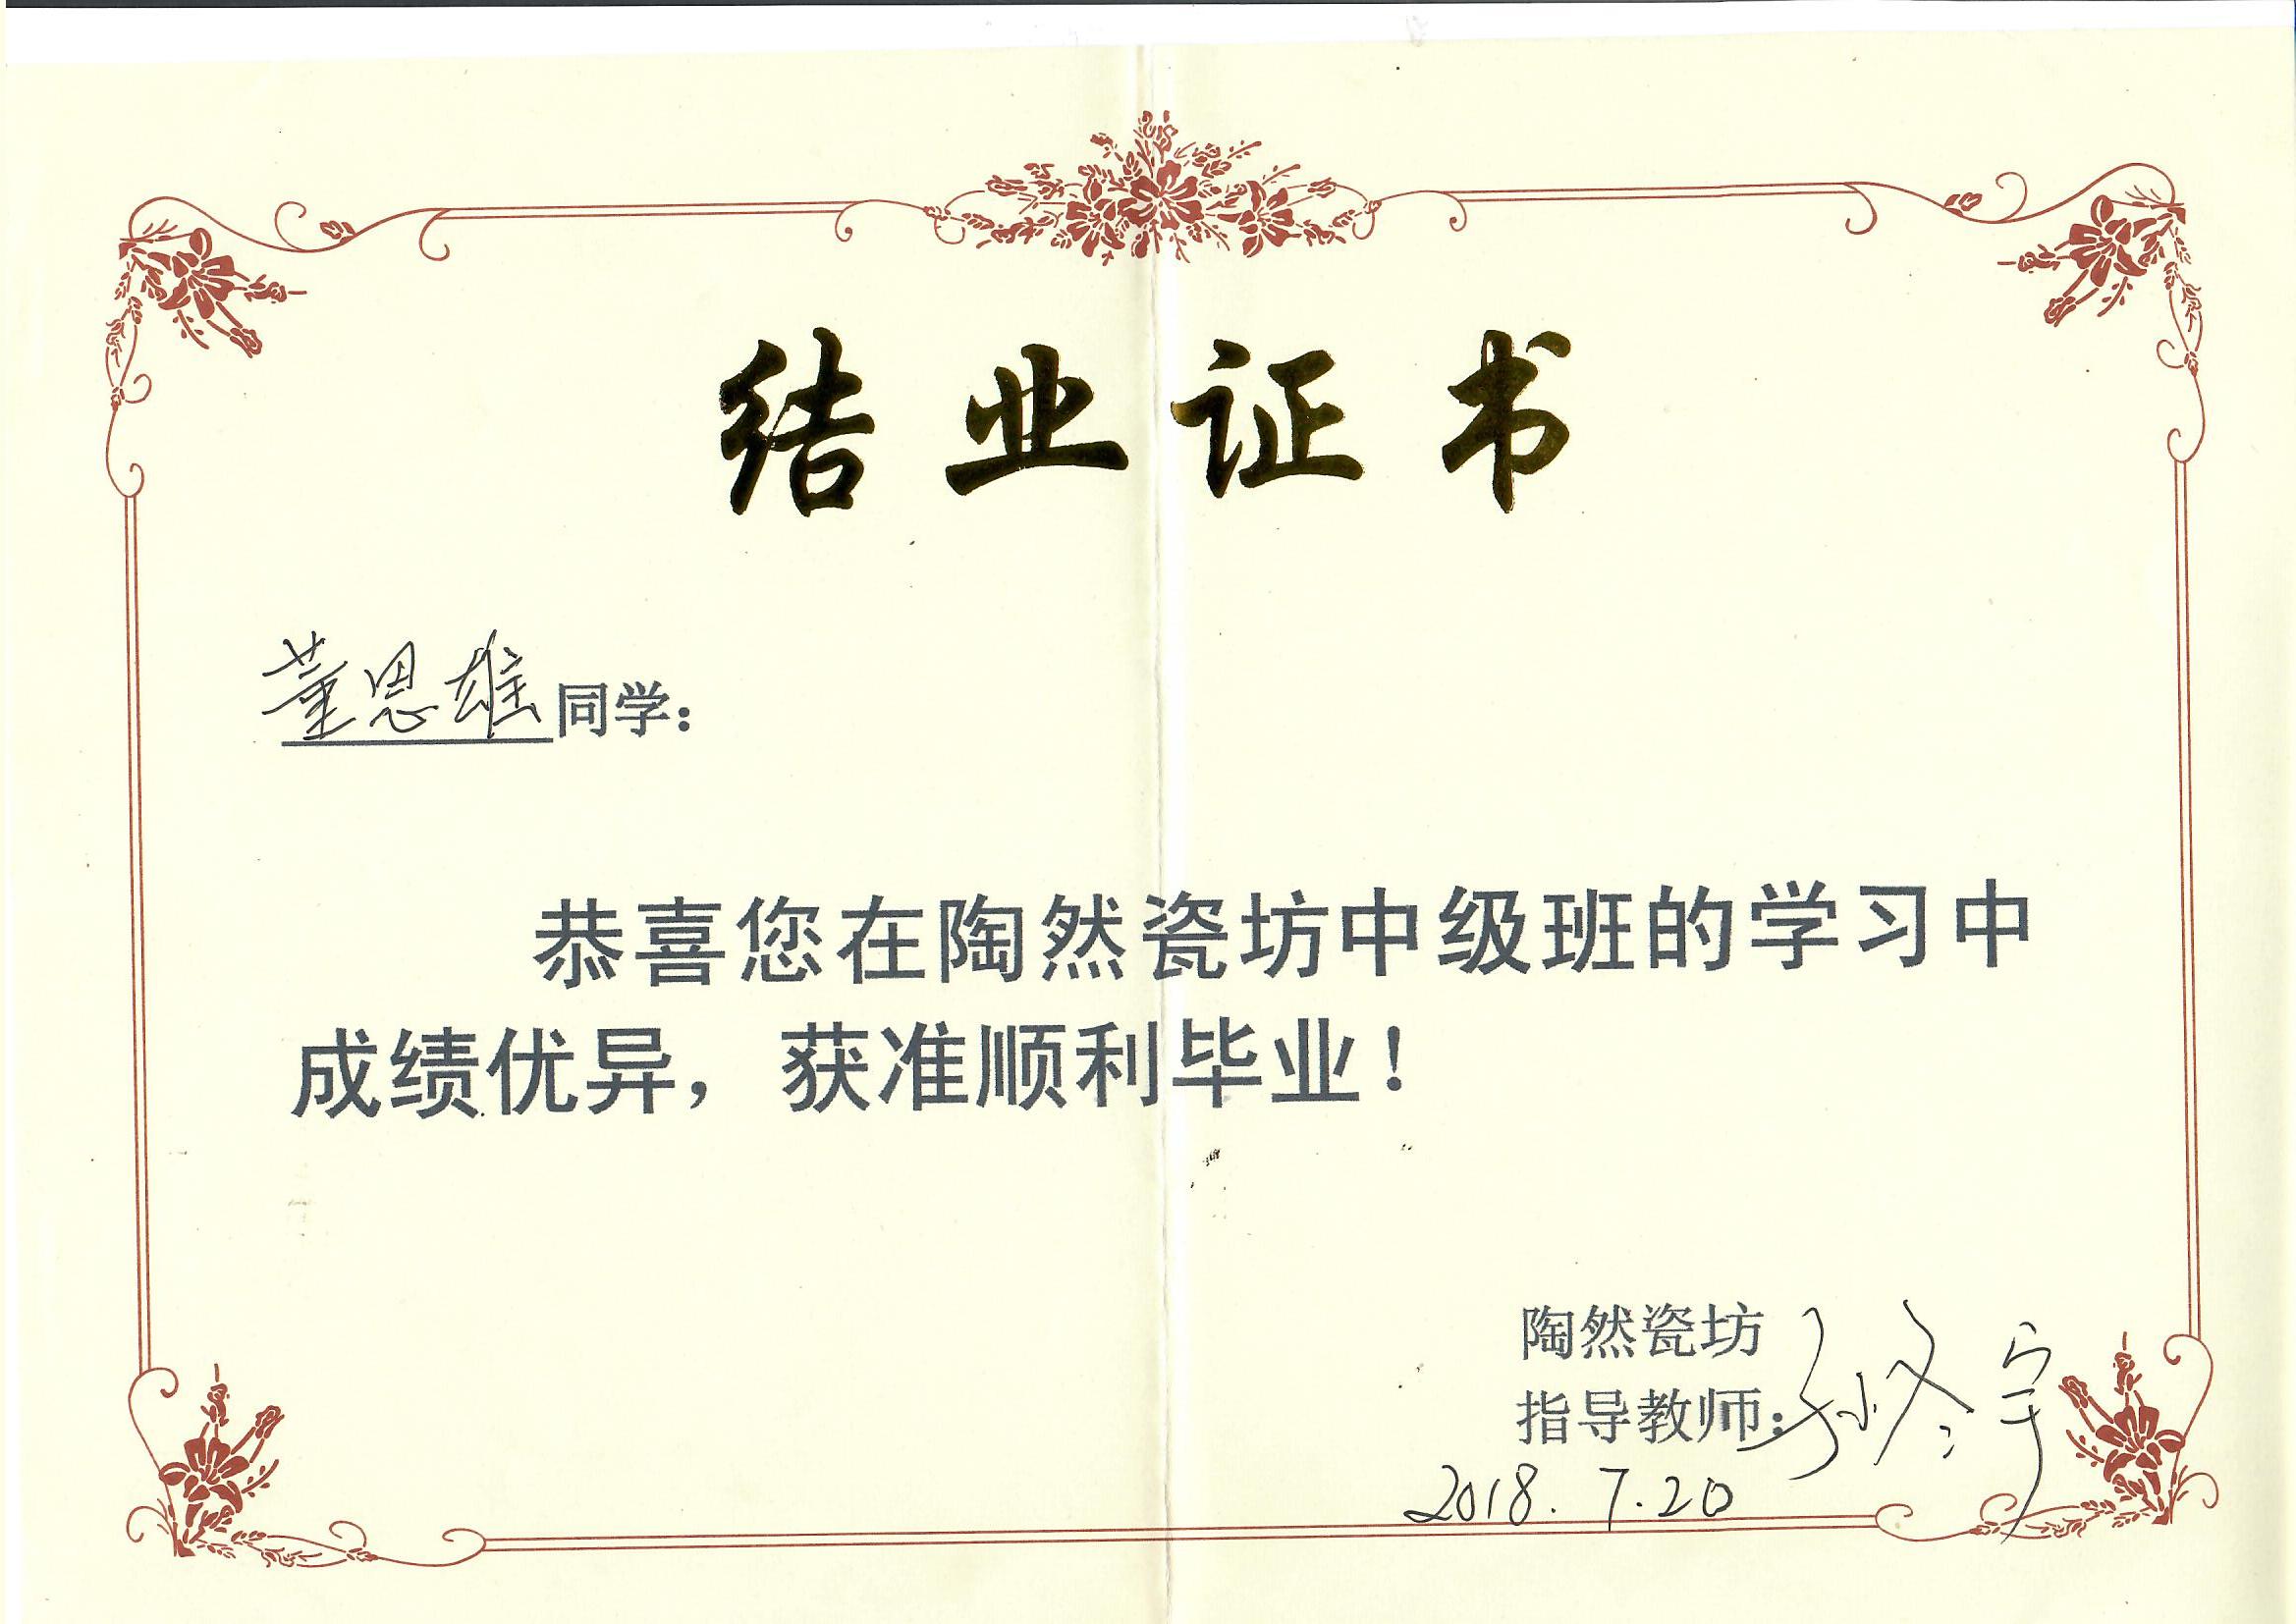 结业证书
董恩雄同学：
恭喜您在陶然瓷坊中级班的学习中
成绩优异，获准顺利毕业！
陶然瓷坊
指导教师：孙冬宇
2018.7.20